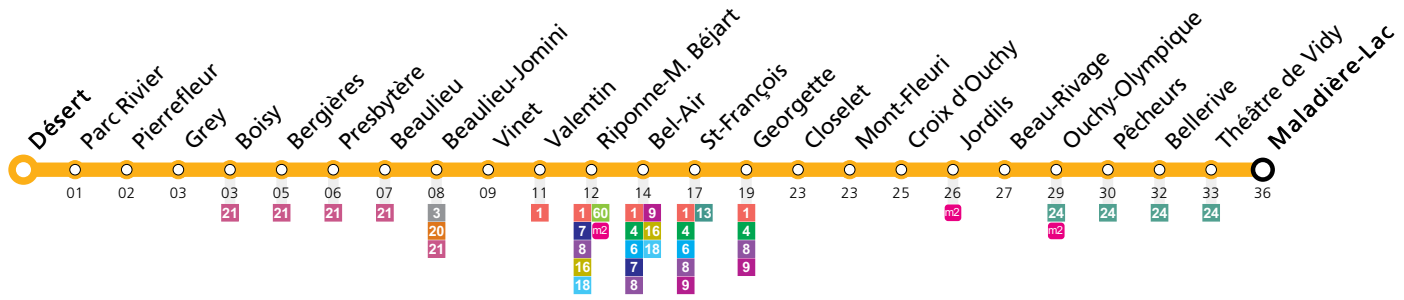 Désert
Parc Rivier
Pierrefleur
Grey
Boisy
Bergières
Presbytère
Beaulieu
Beaulieu-Jomini
Vinet
Valentin
Riponne-M. Béjart
Bel-Air
St-François
Georgette
Closelet
Mont-Fleuri
Croix d'Ouchy
Jordils
Beau-Rivage
Ouchy-Olympique
Pêcheurs
Bellerive
Théâtre de Vidy
Maladière-Lac
01 02 03 03 05 06 07 08 09 11 12 14 17 19 23 23 25 26 27 29 30 32 33 36
21 21 21 21 3 1 1 60 1 9 1 13 1 m2 24 24 24 24
20 7 m2 4 16 4 4 m2
21 8 6 18 6 8
16 7 8 9
18 8 9